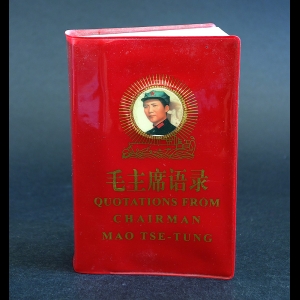 毛主席语录
QUOTATIONS FROM
CHAIRMAN
MAO TSE-TUNG